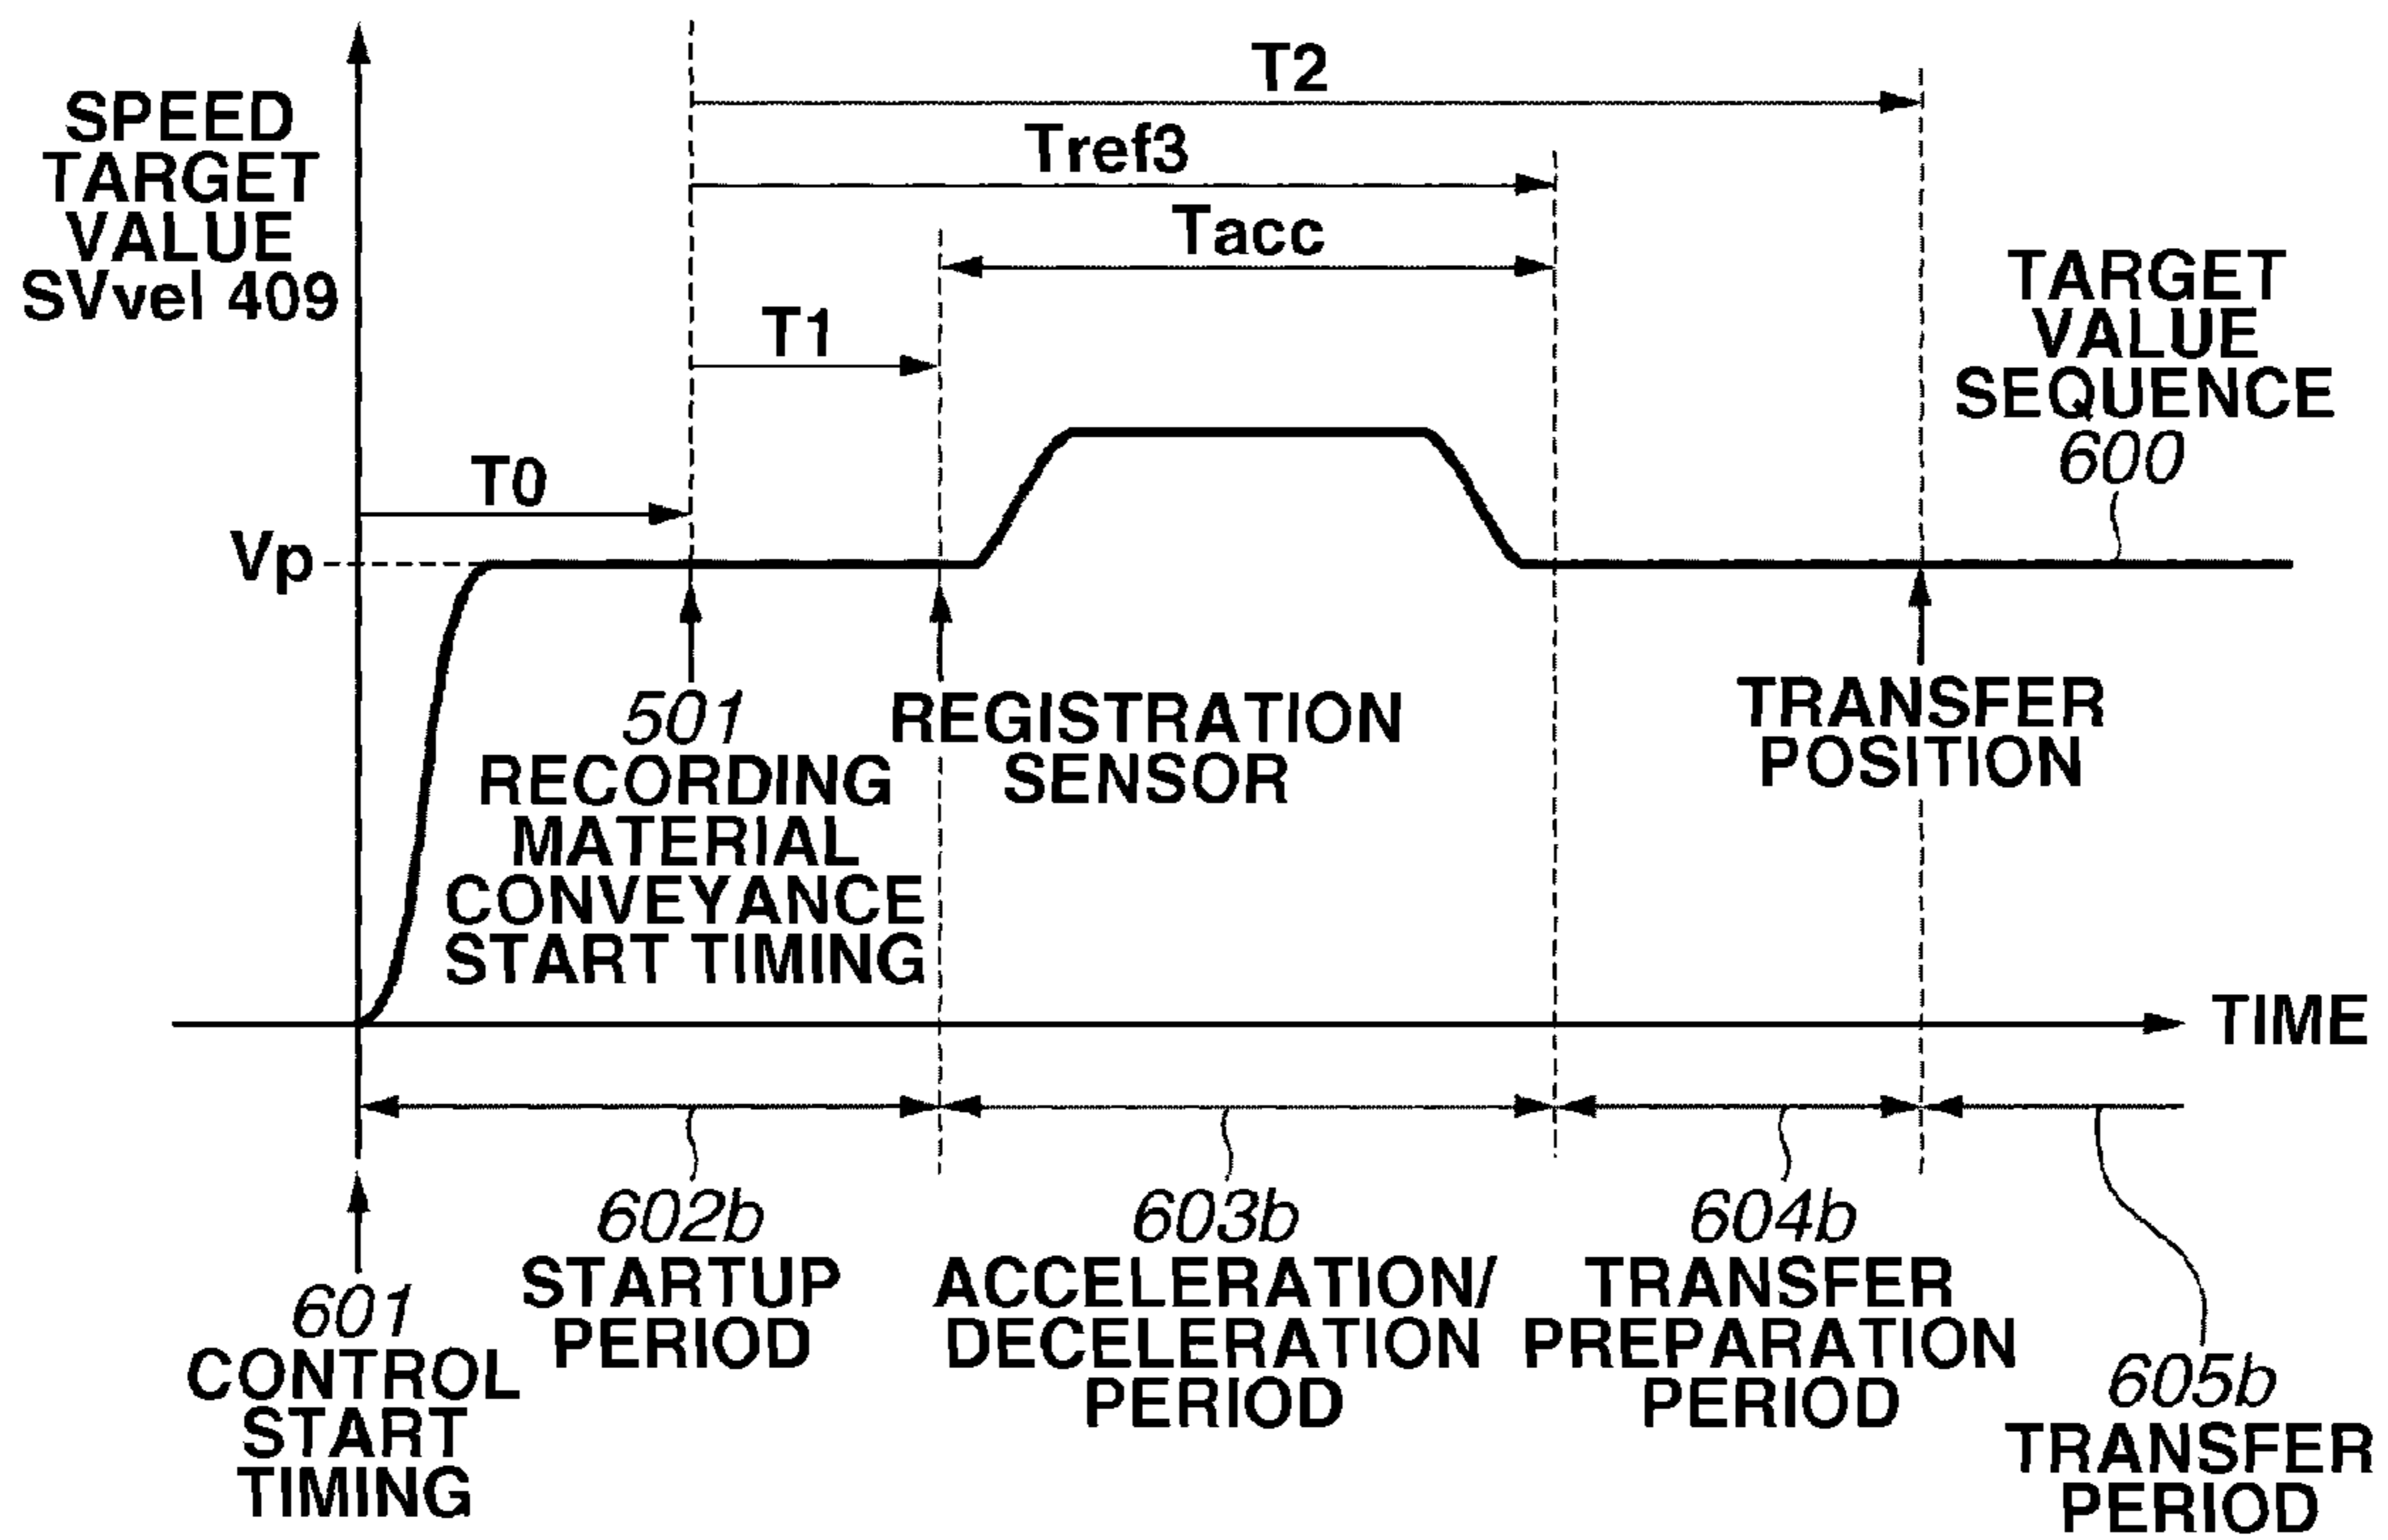 SPEED
TARGET
VALUE
SVvel 409
T2
Tref3
Tacc
T1
T0
Vp
TARGET
VALUE
SEQUENCE
600
501
RECORDING
MATERIAL
CONVEYANCE
START TIMING
REGISTRATION
SENSOR
TRANSFER
POSITION
TIME
601
CONTROL
START
TIMING
602b
STARTUP
PERIOD
603b
ACCELERATION/
DECELERATION
PERIOD
604b
TRANSFER
PREPARATION
PERIOD
605b
TRANSFER
PERIOD